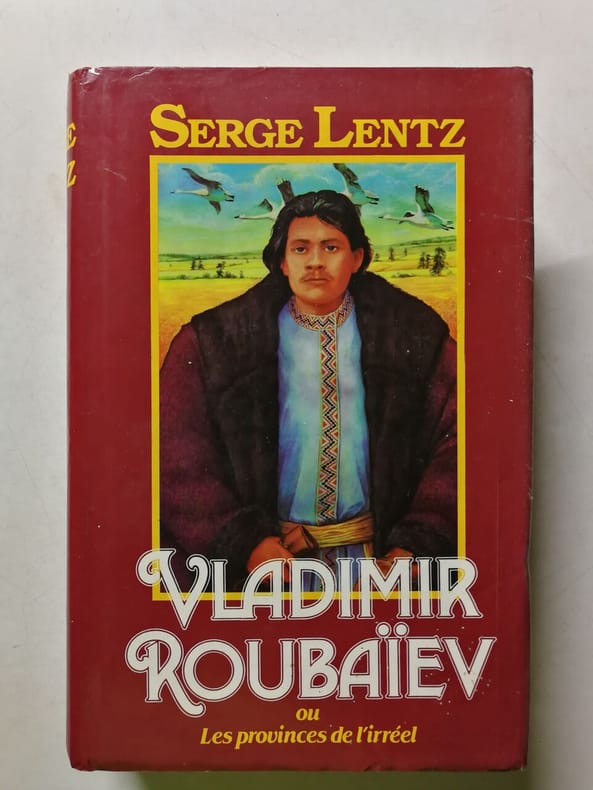 SERGE LENTZ
VLADIMIR
ROUBAÏEV
ou
Les provinces de l'irréel
E
Z